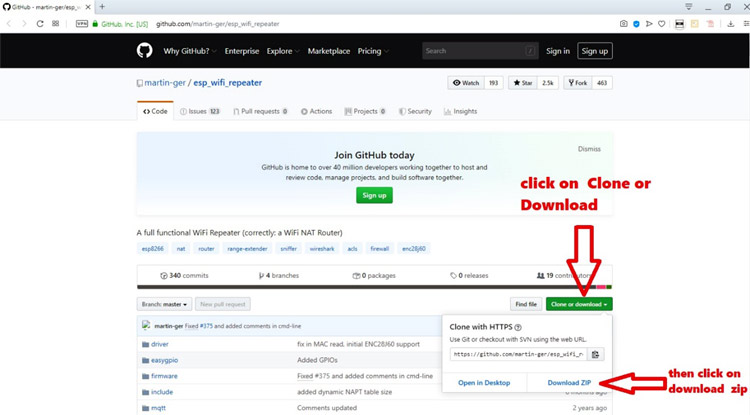 GitHub - martin-ger/esp_w
VPN GitHub, Inc. [US] github.com/martin-ger/esp_wifi_repeater
Why GitHub? Enterprise Explore Marketplace Pricing Search / Sign in Sign up
martin-ger / esp_wifi_repeater
Watch 193 Star 2.5k Fork 463
Code Issues 123 Pull requests 0 Actions Projects 0 Security Insights
Dismiss
Join GitHub today
GitHub is home to over 40 million developers working together to host and
review code, manage projects, and build software together.
Sign up
click on Clone or
Download
A full functional WiFi Repeater (correctly: a WiFi NAT Router)
esp8266 nat router range-extender sniffer wireshark acls firewall enc28j60
340 commits 4 branches 0 packages 0 releases 19 contributors
Branch: master New pull request Find file Clone or download
martin-ger Fixed #375 and added comments in cmd-line
driver fix in MAC read, initial ENC28J60 support
easygpio Added GPIOs
firmware Fixed #375 and added comments in cmd-line
include added dynamic NAPT table size
mqtt Comments updated 2 years ago
Clone with HTTPS
Use Git or checkout with SVN using the web URL.
https://github.com/martin-ger/esp_wifi_re
Open in Desktop Download ZIP
months ago
then click on
download zip